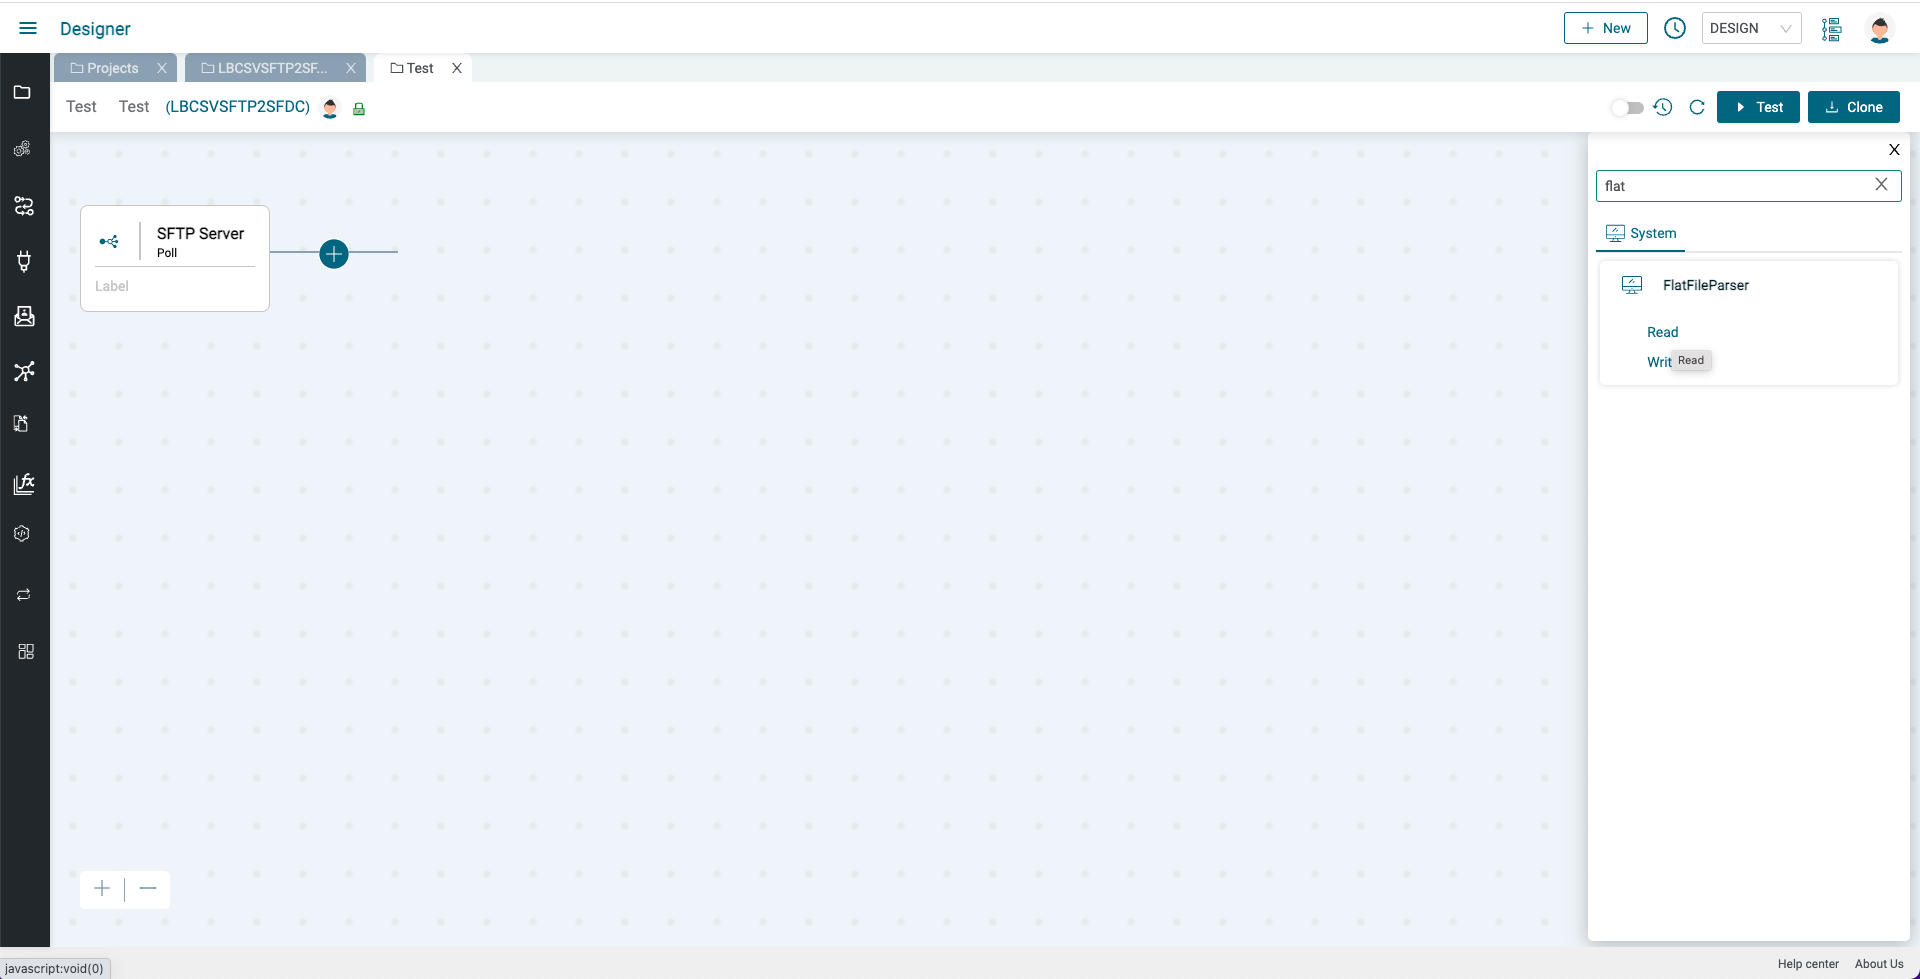 Designer
New
DESIGN
Projects
LBCSVSFTP2SF...
Test
Test
Test
(LBCSVSFTP2SFDC)
Test
Clone
X
flat
System
FlatFileParser
Read
Writ
Read
SFTP Server
Poll
Label
javascript:void(0)
Help center
About Us